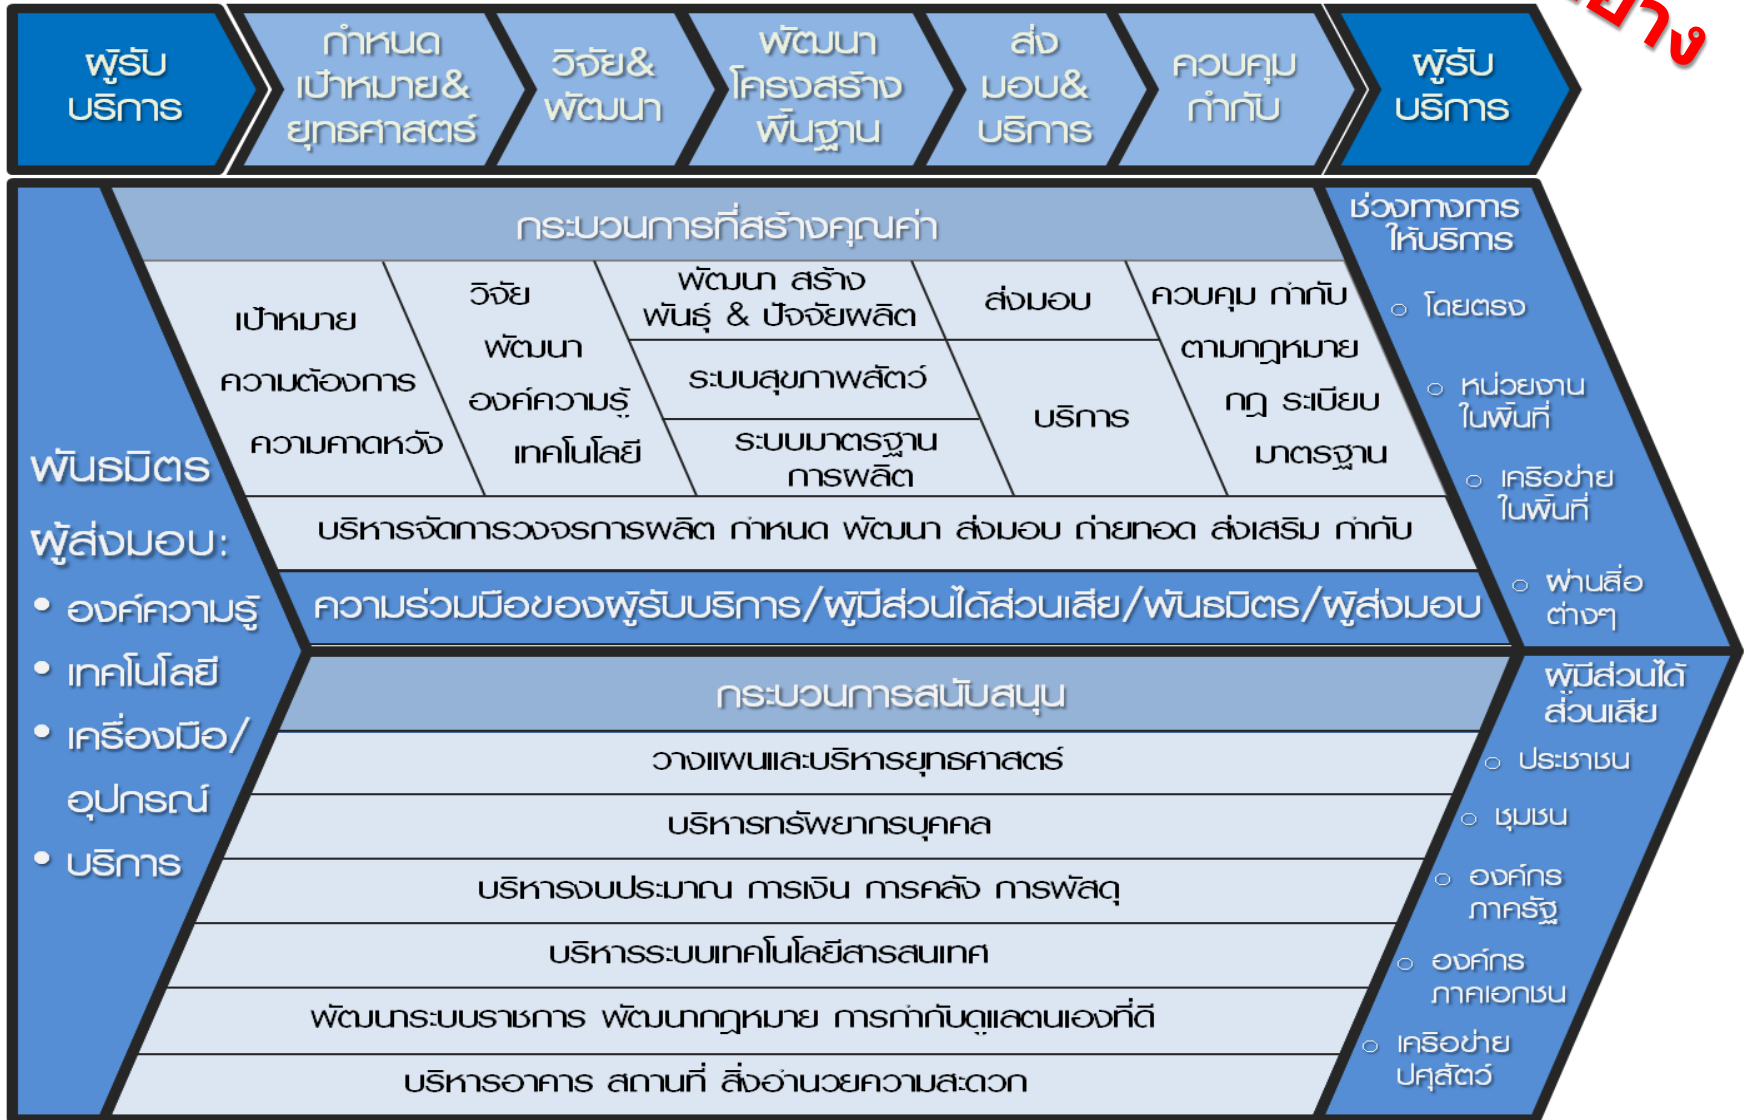 ผู้รับ
บริการ
กำหนด
เป้าหมาย&
ยุทธศาสตร์
วิจัย&
พัฒนา
พัฒนา
โครงสร้าง
พื้นฐาน
ส่ง
มอบ&
บริการ
ควบคุม
กำกับ
ผู้รับ
บริการ
พันธมิตร
ผู้ส่งมอบ:
• องค์ความรู้
• เทคโนโลยี
• เครื่องมือ/
อุปกรณ์
• บริการ
กระบวนการที่สร้างคุณค่า
เป้าหมาย
ความต้องการ
ความคาดหวัง
วิจัย
พัฒนา
องค์ความรู้
เทคโนโลยี
พัฒนา สร้าง
พันธุ์ & ปัจจัยผลิต
ระบบสุขภาพสัตว์
ระบบมาตรฐาน
การผลิต
ส่งมอบ
บริการ
ควบคุม กำกับ
ตามกฎหมาย
กฎ ระเบียบ
มาตรฐาน
บริหารจัดการวงจรการผลิต กำหนด พัฒนา ส่งมอบ ถ่ายทอด ส่งเสริม กำกับ
ความร่วมมือของผู้รับบริการ/ผู้มีส่วนได้ส่วนเสีย/พันธมิตร/ผู้ส่งมอบ
ช่วงทางการ
ให้บริการ
○ โดยตรง
○ หน่วยงาน
ในพื้นที่
○ เครือข่าย
ในพื้นที่
○ ผ่านสื่อ
ต่างๆ
กระบวนการสนับสนุน
วางแผนและบริหารยุทธศาสตร์
บริหารทรัพยากรบุคคล
บริหารงบประมาณ การเงิน การคลัง การพัสดุ
บริหารระบบเทคโนโลยีสารสนเทศ
พัฒนาระบบราชการ พัฒนากฎหมาย การกำกับดูแลตนเองที่ดี
บริหารอาคาร สถานที่ สิ่งอำนวยความสะดวก
ผู้มีส่วนได้
ส่วนเสีย
○ ประชาชน
○ ชุมชน
○ องค์กร
ภาครัฐ
○ องค์กร
ภาคเอกชน
○ เครือข่าย
ปศุสัตว์